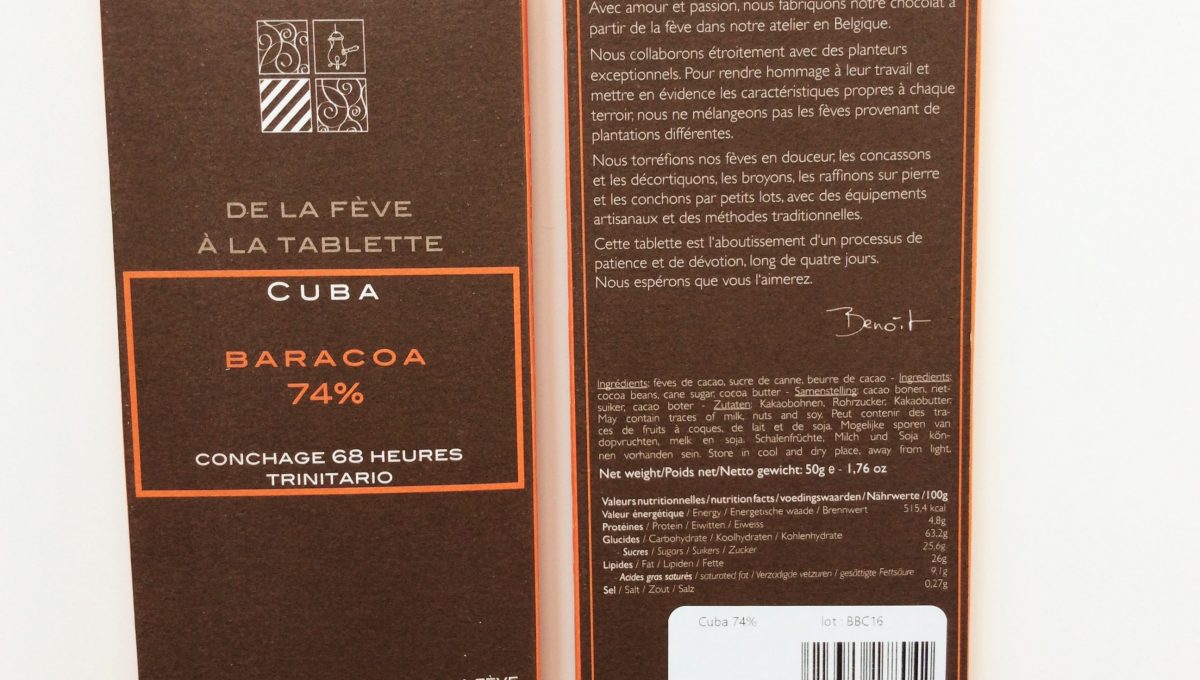 DE LA FÈVE
À LA TABLETTE
CUBA
BARACOA
74%
CONCHAGE 68 HEURES
TRINITARIO
FÈVE
Avec amour et passion, nous fabriquons notre chocolat à
partir de la fève dans notre atelier en Belgique.
Nous collaborons étroitement avec des planteurs
exceptionnels. Pour rendre hommage à leur travail et
mettre en évidence les caractéristiques propres à chaque
terroir, nous ne mélangeons pas les fèves provenant de
plantations différentes.
Nous torréfions nos fèves en douceur, les concassons
et les décortiquons, les broyons, les raffinons sur pierre
et les conchons par petits lots, avec des équipements
artisanaux et des méthodes traditionnelles.
Cette tablette est l'aboutissement d'un processus de
patience et de dévotion, long de quatre jours.
Nous espérons que vous l'aimerez.
Benoît
Ingrédients: fèves de cacao, sucre de canne, beurre de cacao - Ingredients:
cocoa beans, cane sugar, cocoa butter - Samenstelling: cacao bonen, riet-
suiker, cacao boter - Zutaten: Kakaobohnen, Rohrzucker, Kakaobutter.
May contain traces of milk, nuts and soy. Peut contenir des tra-
ces de fruits à coques, de lait et de soja. Mogelijke sporen van
dopvruchten, melk en soja. Schalenfrüchte, Milch und Soja kön-
nen vorhanden sein. Store in cool and dry place, away from light.
Net weight/Poids net/Netto gewicht: 50g e - 1,76 oz
Valeurs nutritionnelles/nutrition facts/voedingswaarden/Nährwerte /100g
Valeur énergétique / Energy / Energetische waade / Brennwert 515,4 kcal
Protéines / Protein / Eiwitten / Eiweiss 4,8g
Glucides / Carbohydrate / Koolhydraten / Kohlenhydrate 63,2g
- Sucres / Sugars / Suikers / Zucker 25,6g
Lipides / Fat / Lipiden / Fette 26g
- Acides gras saturés / saturated fat / Verzadigde vetzuren / gesättigte Fettsäure 9,1g
Sel / Salt / Zout / Salz 0,27g
Cuba 74% lot : BBC16